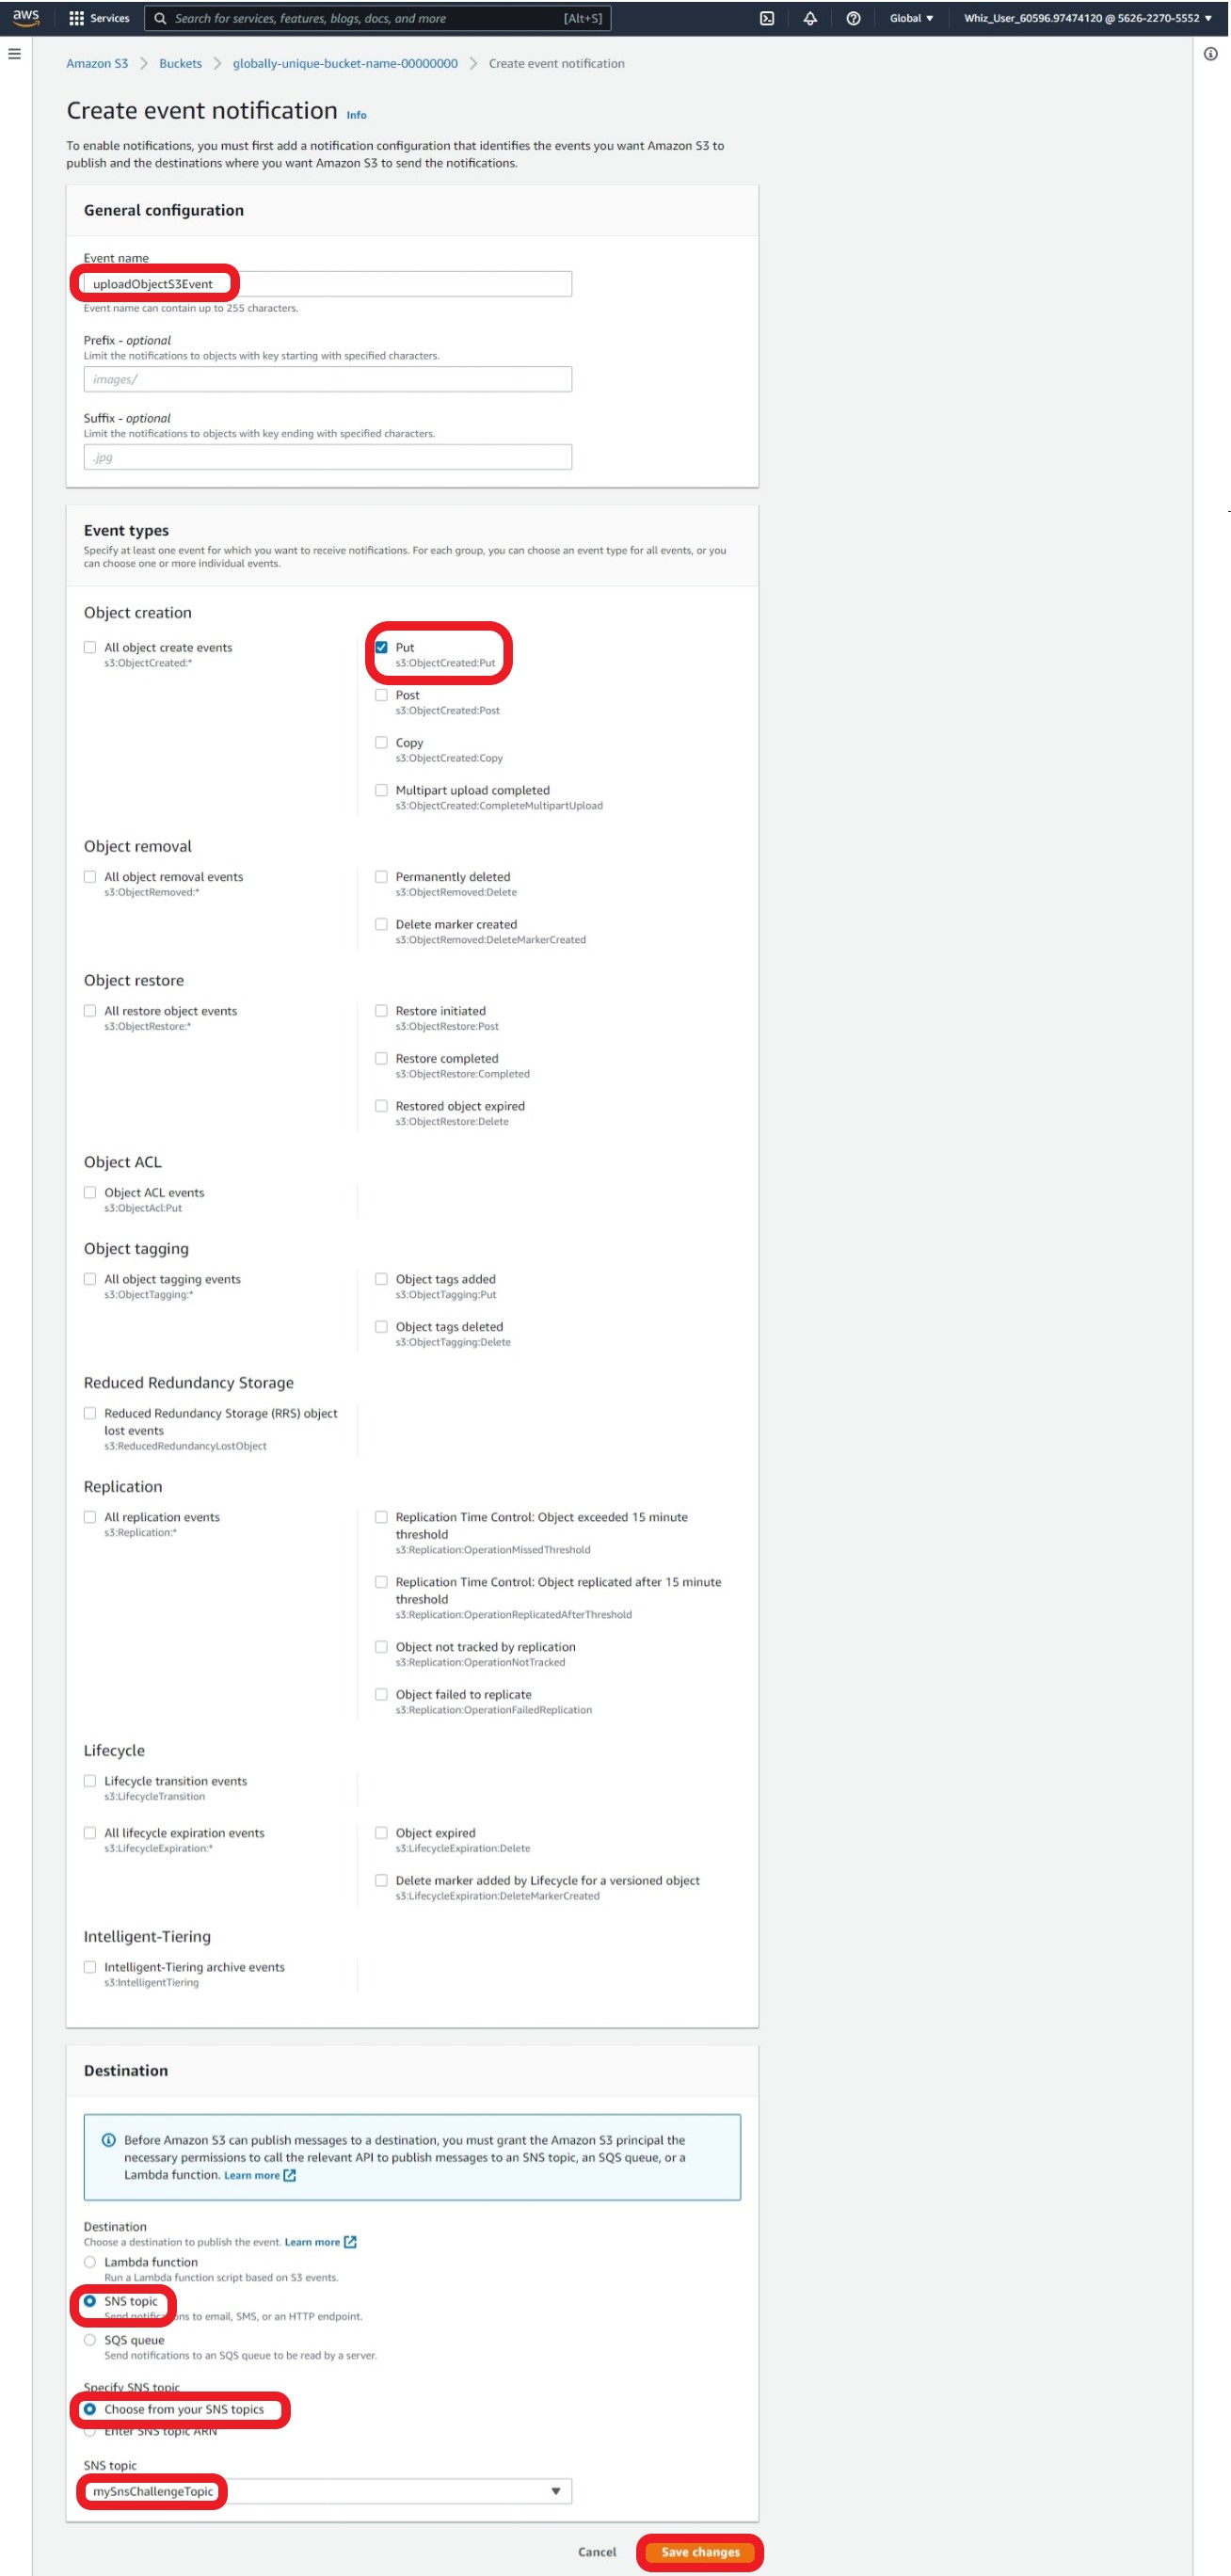 aws
Services
Search for services, features, blogs, docs, and more
[Alt+S]
Global
Whiz_User_60596.97474120 @ 5626-2270-5552
Amazon S3 > Buckets > globally-unique-bucket-name-00000000 > Create event notification
Create event notification Info
To enable notifications, you must first add a notification configuration that identifies the events you want Amazon S3 to
publish and the destinations where you want Amazon S3 to send the notifications.
General configuration
Event name
uploadObjectS3Event
Event name can contain up to 255 characters.
Prefix - optional
Limit the notifications to objects with key starting with specified characters.
images/
Suffix - optional
Limit the notifications to objects with key ending with specified characters.
.jpg
Event types
Specify at least one event for which you want to receive notifications. For each group, you can choose an event type for all events, or you
can choose one or more individual events.
Object creation
All object create events
s3:ObjectCreated:*
Put
s3:ObjectCreated:Put
Post
s3:ObjectCreated:Post
Copy
s3:ObjectCreated:Copy
Multipart upload completed
s3:ObjectCreated:CompleteMultipartUpload
Object removal
All object removal events
s3:ObjectRemoved:*
Permanently deleted
s3:ObjectRemoved:Delete
Delete marker created
s3:ObjectRemoved:DeleteMarkerCreated
Object restore
All restore object events
s3:ObjectRestore:*
Restore initiated
s3:ObjectRestore:Post
Restore completed
s3:ObjectRestore:Completed
Restored object expired
s3:ObjectRestore:Delete
Object ACL
Object ACL events
s3:ObjectAcl:Put
Object tagging
All object tagging events
s3:ObjectTagging:*
Object tags added
s3:ObjectTagging:Put
Object tags deleted
s3:ObjectTagging:Delete
Reduced Redundancy Storage
Reduced Redundancy Storage (RRS) object
lost events
s3:ReducedRedundancyLostObject
Replication
All replication events
s3:Replication:*
Replication Time Control: Object exceeded 15 minute
threshold
s3:Replication:OperationMissedThreshold
Replication Time Control: Object replicated after 15 minute
threshold
s3:Replication:OperationReplicatedAfterThreshold
Object not tracked by replication
s3:Replication:OperationNotTracked
Object failed to replicate
s3:Replication:OperationFailedReplication
Lifecycle
Lifecycle transition events
s3:LifecycleTransition
All lifecycle expiration events
s3:LifecycleExpiration:*
Object expired
s3:LifecycleExpiration:Delete
Delete marker added by Lifecycle for a versioned object
s3:LifecycleExpiration:DeleteMarkerCreated
Intelligent-Tiering
Intelligent-Tiering archive events
s3:IntelligentTiering
Destination
Before Amazon S3 can publish messages to a destination, you must grant the Amazon S3 principal the
necessary permissions to call the relevant API to publish messages to an SNS topic, an SQS queue, or a
Lambda function. Learn more
Destination
Choose a destination to publish the event. Learn more
Lambda function
Run a Lambda function script based on S3 events.
SNS topic
Send notifications to email, SMS, or an HTTP endpoint.
SQS queue
Send notifications to an SQS queue to be read by a server.
Specify SNS topic
Choose from your SNS topics
Enter SNS topic ARN
SNS topic
mySnsChallengeTopic
Cancel
Save changes